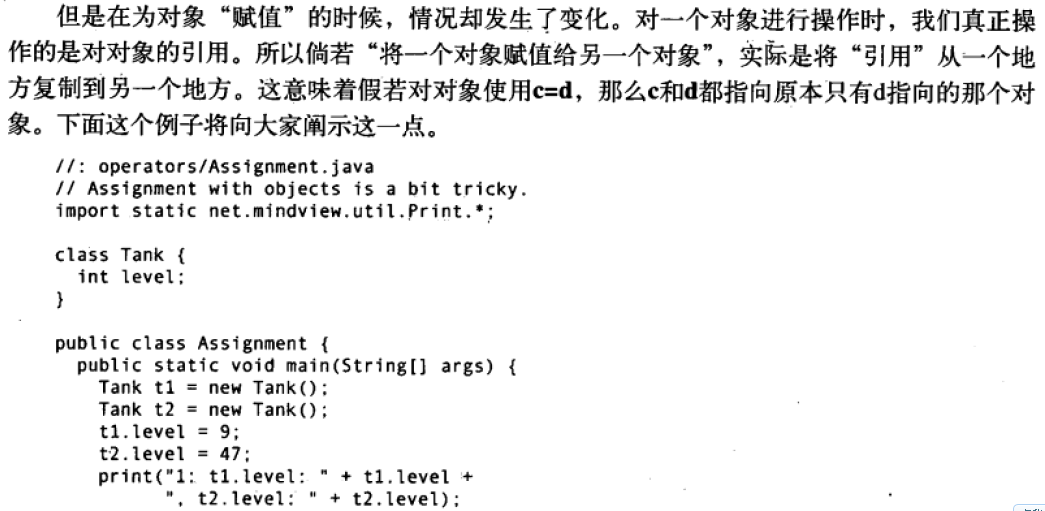 但是在为对象“赋值”的时候，情况却发生了变化。对一个对象进行操作时，我们真正操
作的是对对象的引用。所以倘若“将一个对象赋值给另一个对象”，实际是将“引用”从一个地
方复制到另一个地方。这意味着假若对对象使用c=d，那么c和d都指向原本只有d指向的那个对
象。下面这个例子将向大家阐示这一点。
//: operators/Assignment.java
// Assignment with objects is a bit tricky.
import static net.mindview.util.Print.*;
class Tank {
  int level;
}
public class Assignment {
  public static void main(String[] args) {
    Tank t1 = new Tank();
    Tank t2 = new Tank();
    t1.level = 9;
    t2.level = 47;
    print("1: t1.level: " + t1.level +
          ", t2.level: " + t2.level);